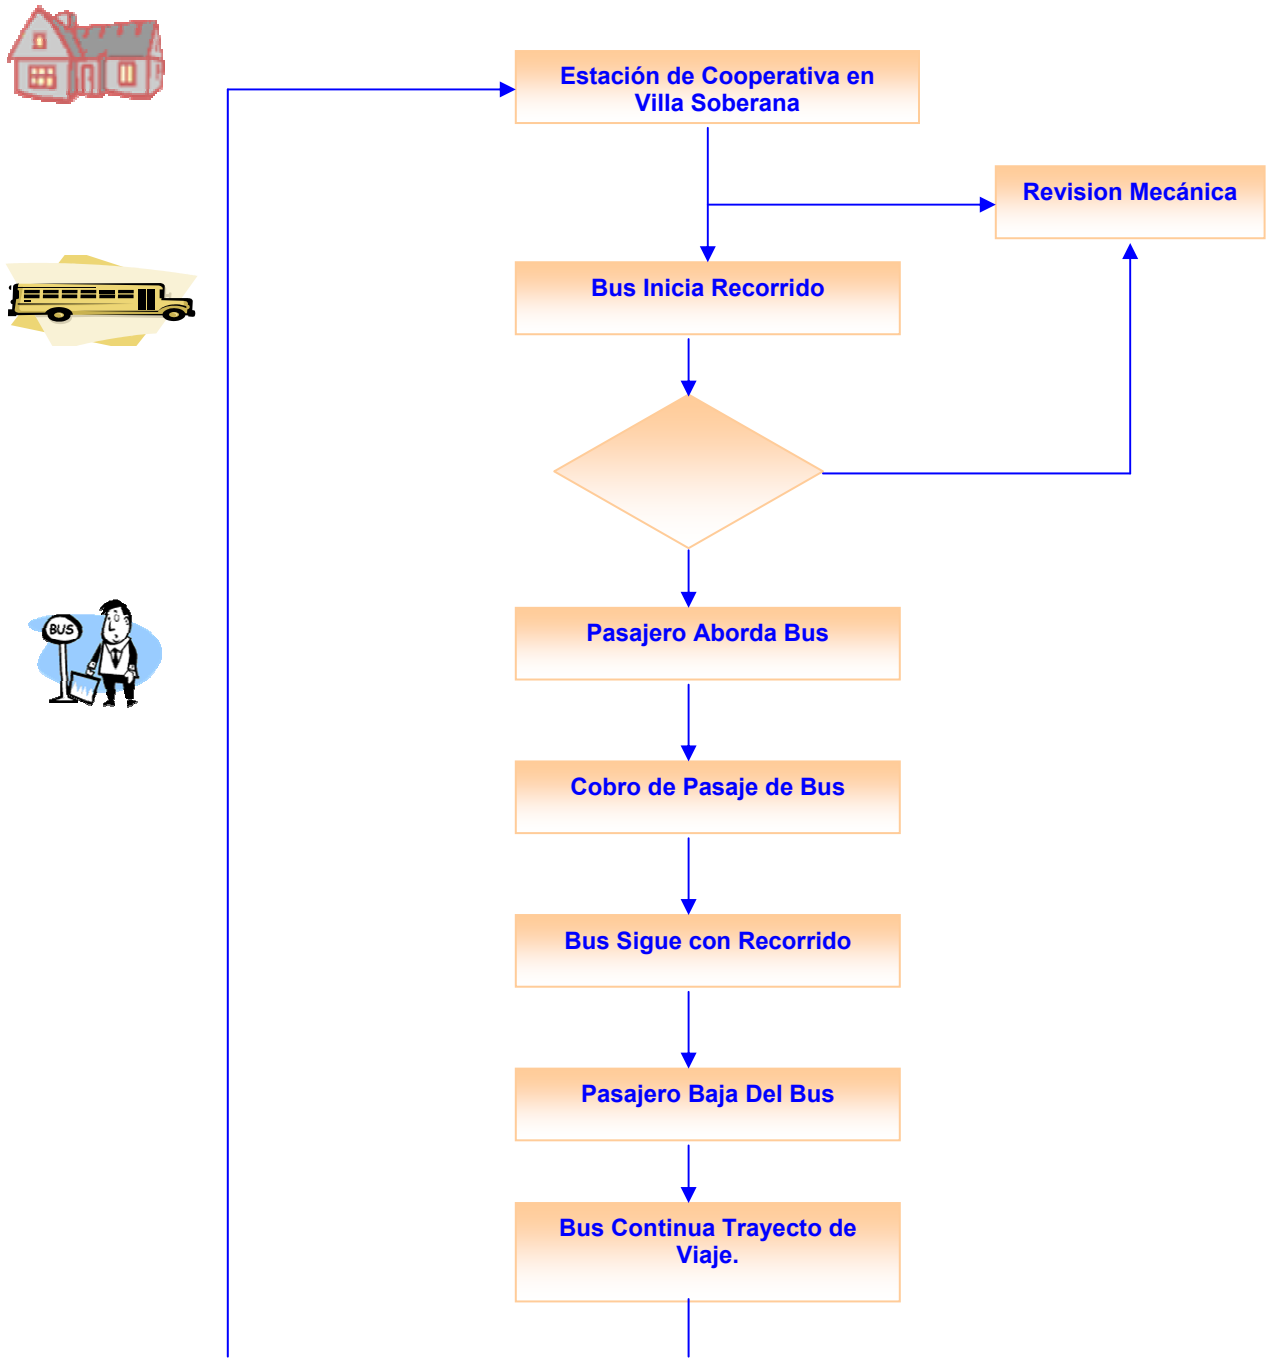 Estación de Cooperativa en
Villa Soberana
Revision Mecánica
Bus Inicia Recorrido
BUS
Pasajero Aborda Bus
Cobro de Pasaje de Bus
Bus Sigue con Recorrido
Pasajero Baja Del Bus
Bus Continua Trayecto de
Viaje.